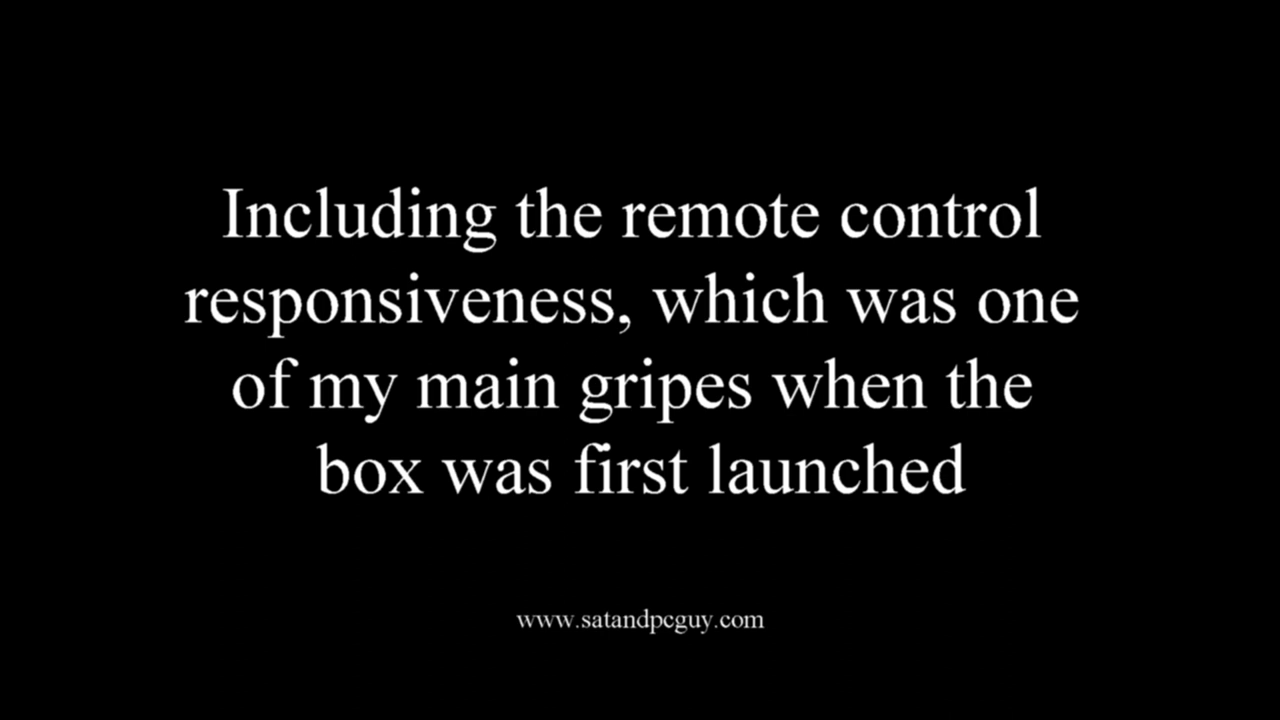 Including the remote control
responsiveness, which was one
of my main gripes when the
box was first launched
www.satandpcguy.com